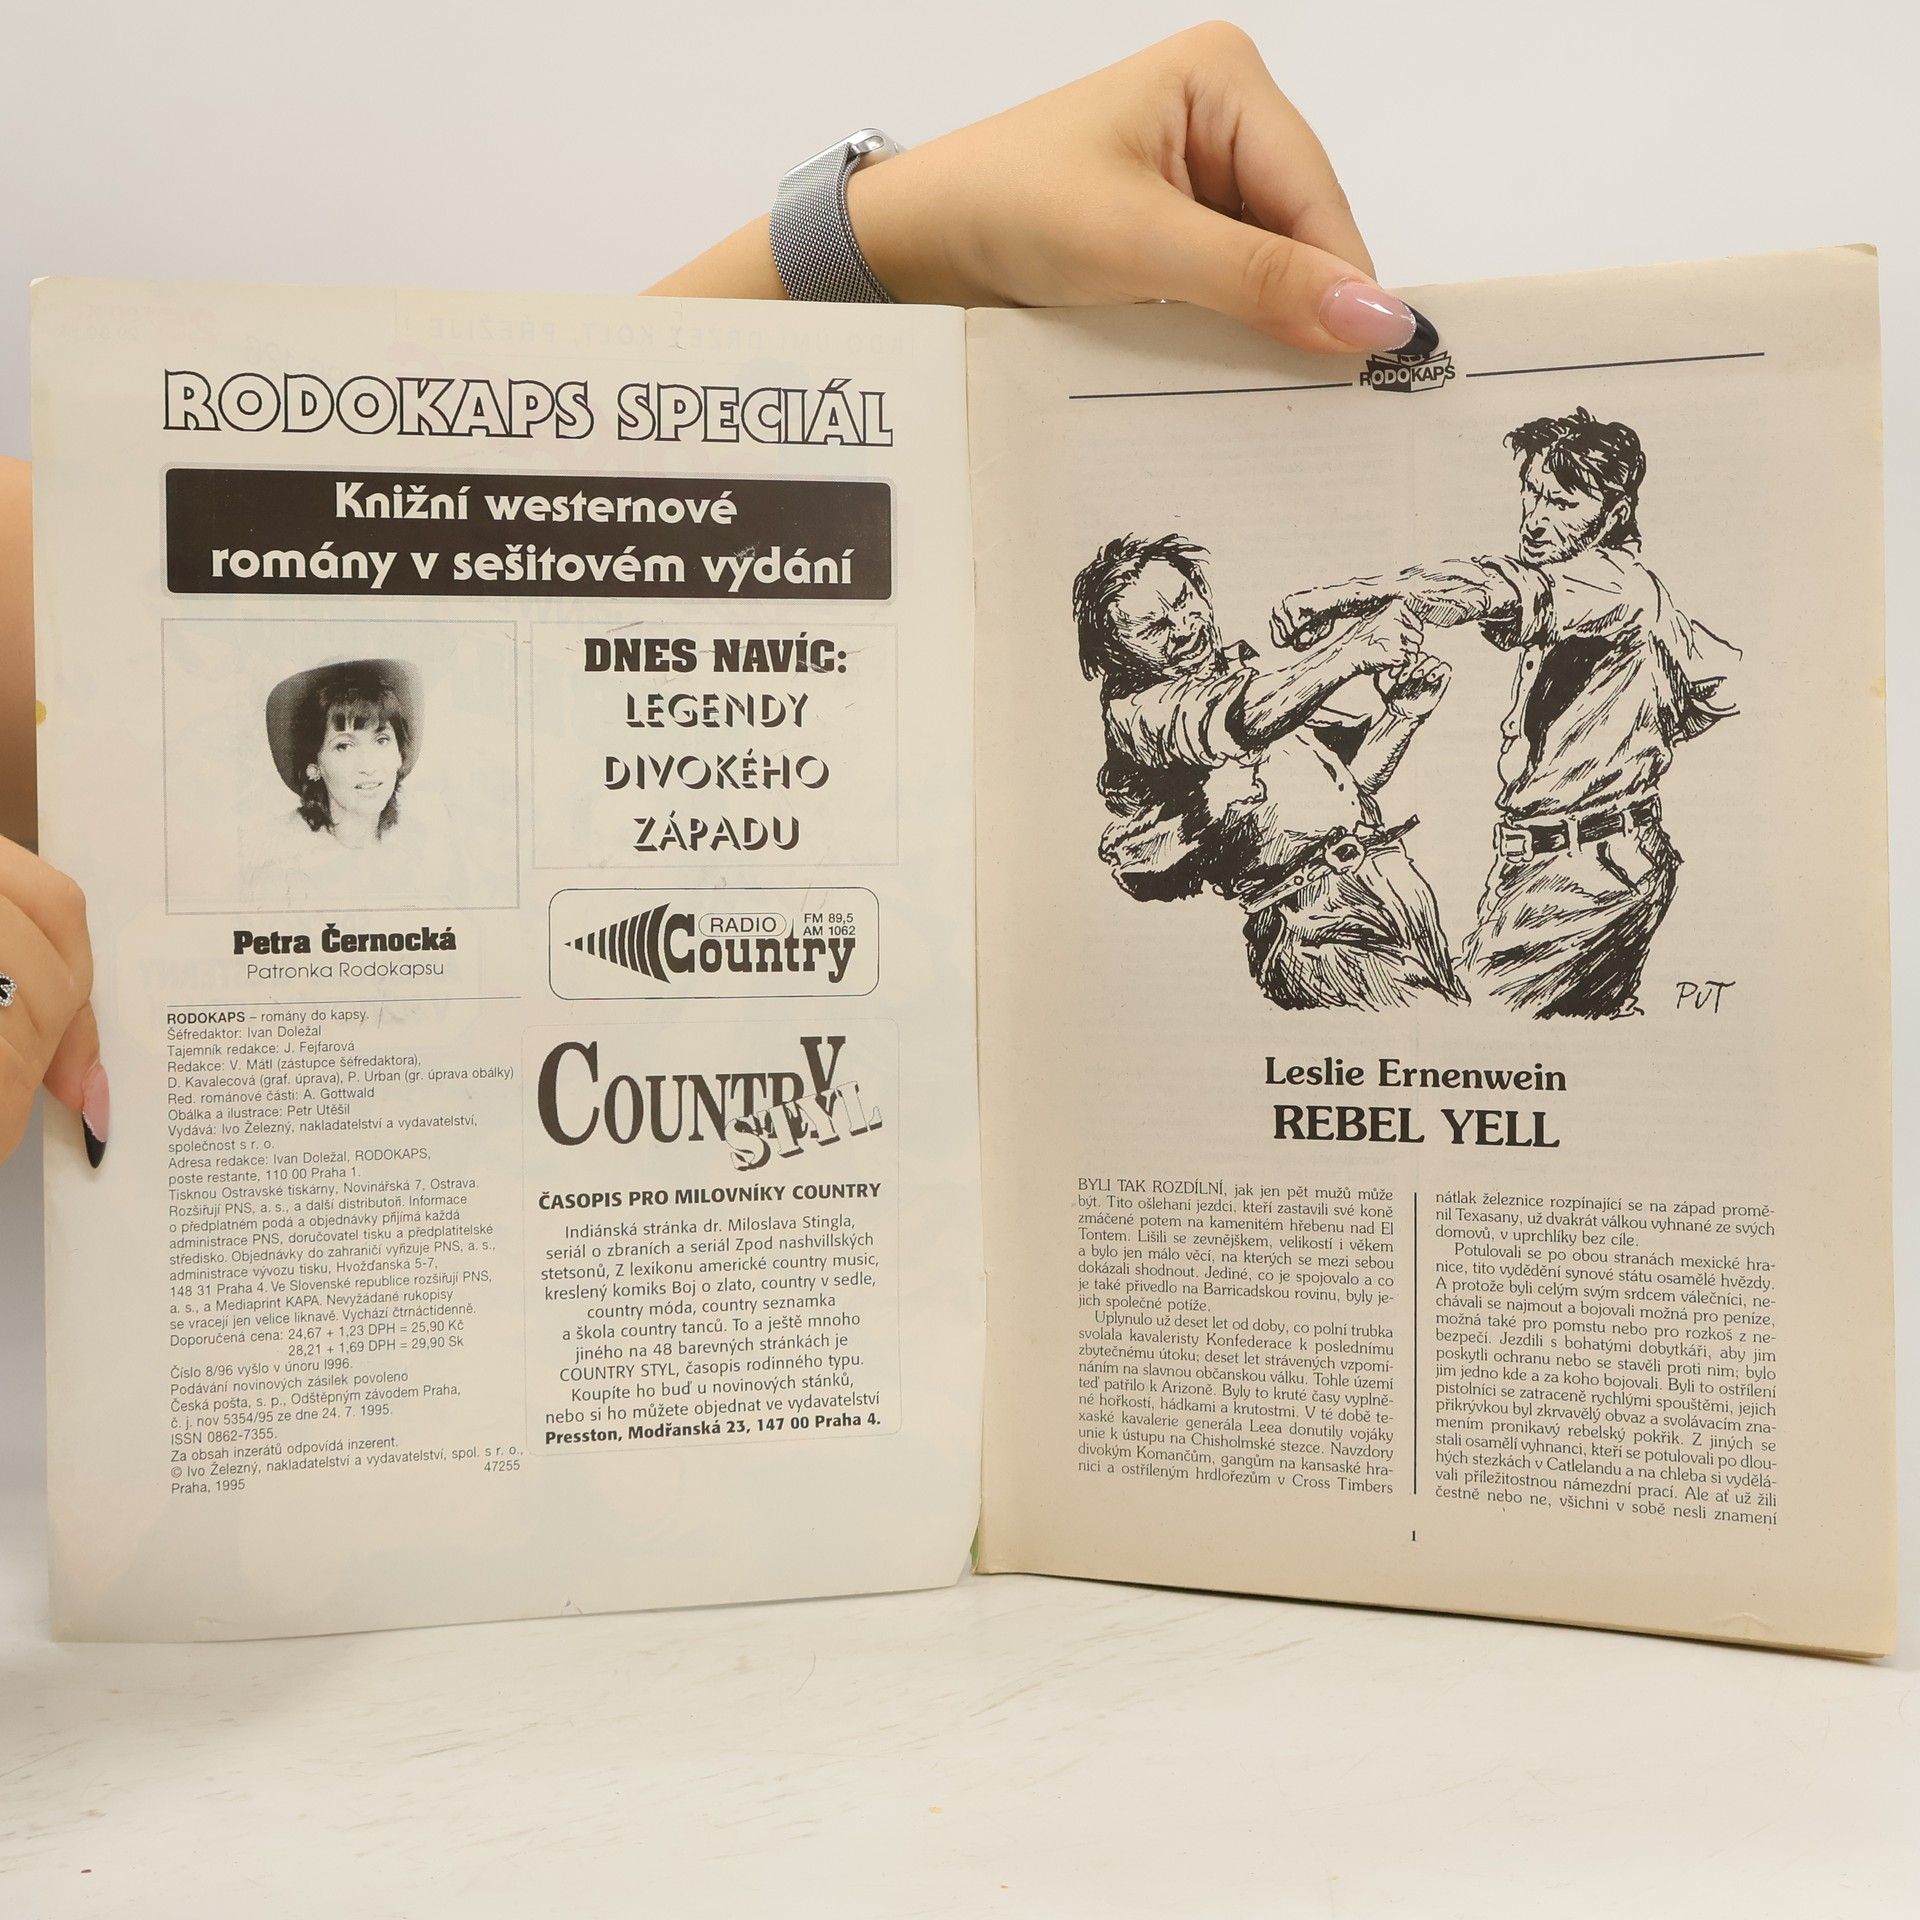 RODOKAPS SPECIÁL
Knižní westernové
romány v sešitovém vydání
Petra Černocká
Patronka Rodokapsu
DNES NAVÍC:
LEGENDY
DIVOKÉHO
ZÁPADU
RADIO
FM 89,5
AM 1062
Country
RODOKAPS – romány do kapsy.
Šéfredaktor: Ivan Doležal
Tajemník redakce: J. Fejfarová
Redakce: V. Mátl (zástupce šéfredaktora),
D. Kavalecová (graf. úprava), P. Urban (gr. úprava obálky)
Red. románové části: A. Gottwald
Obálka a ilustrace: Petr Utěšil
Vydává: Ivo Železný, nakladatelství a vydavatelství,
společnost s r. o.
Adresa redakce: Ivan Doležal, RODOKAPS,
poste restante, 110 00 Praha 1.
Tisknou Ostravské tiskárny, Novinářská 7, Ostrava.
Rozšiřují PNS, a. s., a další distributoři. Informace
o předplatném podá a objednávky přijímá každá
administrace PNS, doručovatel tisku a předplatitelské
středisko. Objednávky do zahraničí vyřizuje PNS, a. s.,
administrace vývozu tisku, Hvožďanská 5-7,
148 31 Praha 4. Ve Slovenské republice rozšiřují PNS,
a. s., a Mediaprint KAPA. Nevyžádané rukopisy
se vracejí jen velice liknavě. Vychází čtrnáctidenně.
Doporučená cena: 24,67 + 1,23 DPH = 25,90 Kč
28,21 + 1,69 DPH = 29,90 Sk
Číslo 8/96 vyšlo v únoru 1996.
Podávání novinových zásilek povoleno
Česká pošta, s. p., Odštěpným závodem Praha,
č. j. nov 5354/95 ze dne 24. 7. 1995.
ISSN 0862-7355.
Za obsah inzerátů odpovídá inzerent.
© Ivo Železný, nakladatelství a vydavatelství, spol. s r. o.,
Praha, 1995
47255
COUNTRY
STYL
ČASOPIS PRO MILOVNÍKY COUNTRY
Indiánská stránka dr. Miloslava Stingla,
seriál o zbraních a seriál Zpod nashvillských
stetsonů, Z lexikonu americké country music,
kreslený komiks Boj o zlato, country v sedle,
country móda, country seznamka
a škola country tanců. To a ještě mnoho
jiného na 48 barevných stránkách je
COUNTRY STYL, časopis rodinného typu.
Koupíte ho buď u novinových stánků,
nebo si ho můžete objednat ve vydavatelství
Presston, Modřanská 23, 147 00 Praha 4.
RODOKAPS
PUT
Leslie Ernenwein
REBEL YELL
BYLI TAK ROZDÍLNÍ, jak jen pět mužů může
být. Tito ošlehaní jezdci, kteří zastavili své koně
zmáčené potem na kamenitém hřebenu nad El
Tontem. Lišili se zevnějškem, velikostí i věkem
a bylo jen málo věcí, na kterých se mezi sebou
dokázali shodnout. Jediné, co je spojovalo a co
je také přivedlo na Barricadskou rovinu, byly je-
jich společné potíže.
Uplynulo už deset let od doby, co polní trubka
svolala kavaleristy Konfederace k poslednímu
zbytečnému útoku; deset let strávených vzpomí-
náním na slavnou občanskou válku. Tohle území
teď patřilo k Arizoně. Byly to kruté časy vyplně-
né hořkostí, hádkami a krutostmi. V té době te-
xaské kavalerie generála Leea donutily vojáky
unie k ústupu na Chisholmské stezce. Navzdory
divokým Komančům, gangům na kansaské hra-
nici a ostříleným hrdlořezům v Cross Timbers
nátlak železnice rozpínající se na západ promě-
nil Texasany, už dvakrát válkou vyhnané ze svých
domovů, v uprchlíky bez cíle.
Potulovali se po obou stranách mexické hra-
nice, tito vydědění synové státu osamělé hvězdy.
A protože byli celým svým srdcem válečníci, ne-
chávali se najmout a bojovali možná pro peníze,
možná také pro pomstu nebo pro rozkoš z ne-
bezpečí. Jezdili s bohatými dobytkáři, aby jim
poskytli ochranu nebo se stavěli proti nim; bylo
jim jedno kde a za koho bojovali. Byli to ostřílení
pistolníci se zatraceně rychlými spouštěmi, jejich
přikrývkou byl zkrvavělý obvaz a svolávacím zna-
mením pronikavý rebelský pokřik. Z jiných se
stali osamělí vyhnanci, kteří se potulovali po dlou-
hých stezkách v Catlelandu a na chleba si vydělá-
vali příležitostnou námezdní prací. Ale ať už žili
čestně nebo ne, všichni v sobě nesli znamení
1